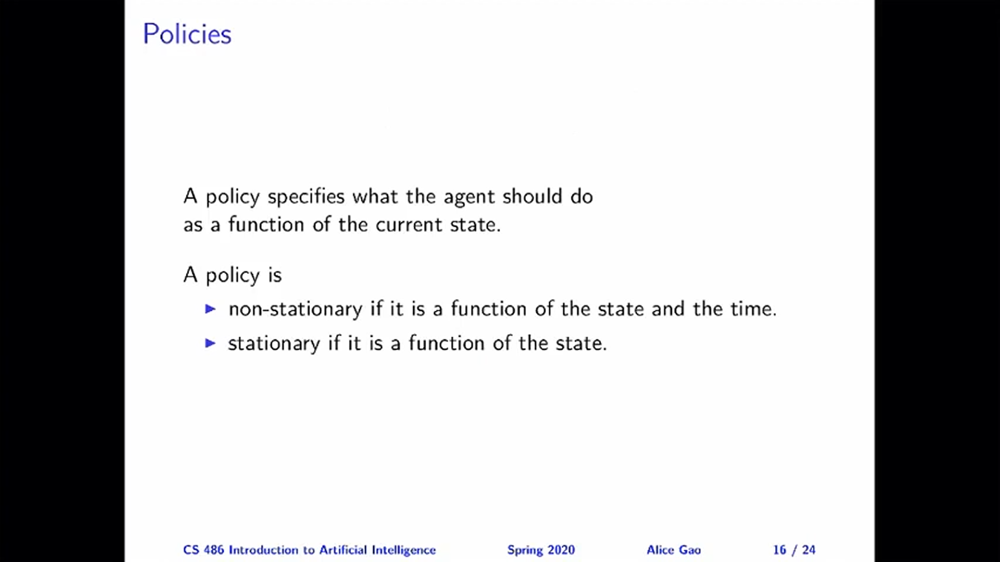 Policies
A policy specifies what the agent should do
as a function of the current state.
A policy is
▶ non-stationary if it is a function of the state and the time.
▶ stationary if it is a function of the state.
CS 486 Introduction to Artificial Intelligence Spring 2020 Alice Gao 16 / 24